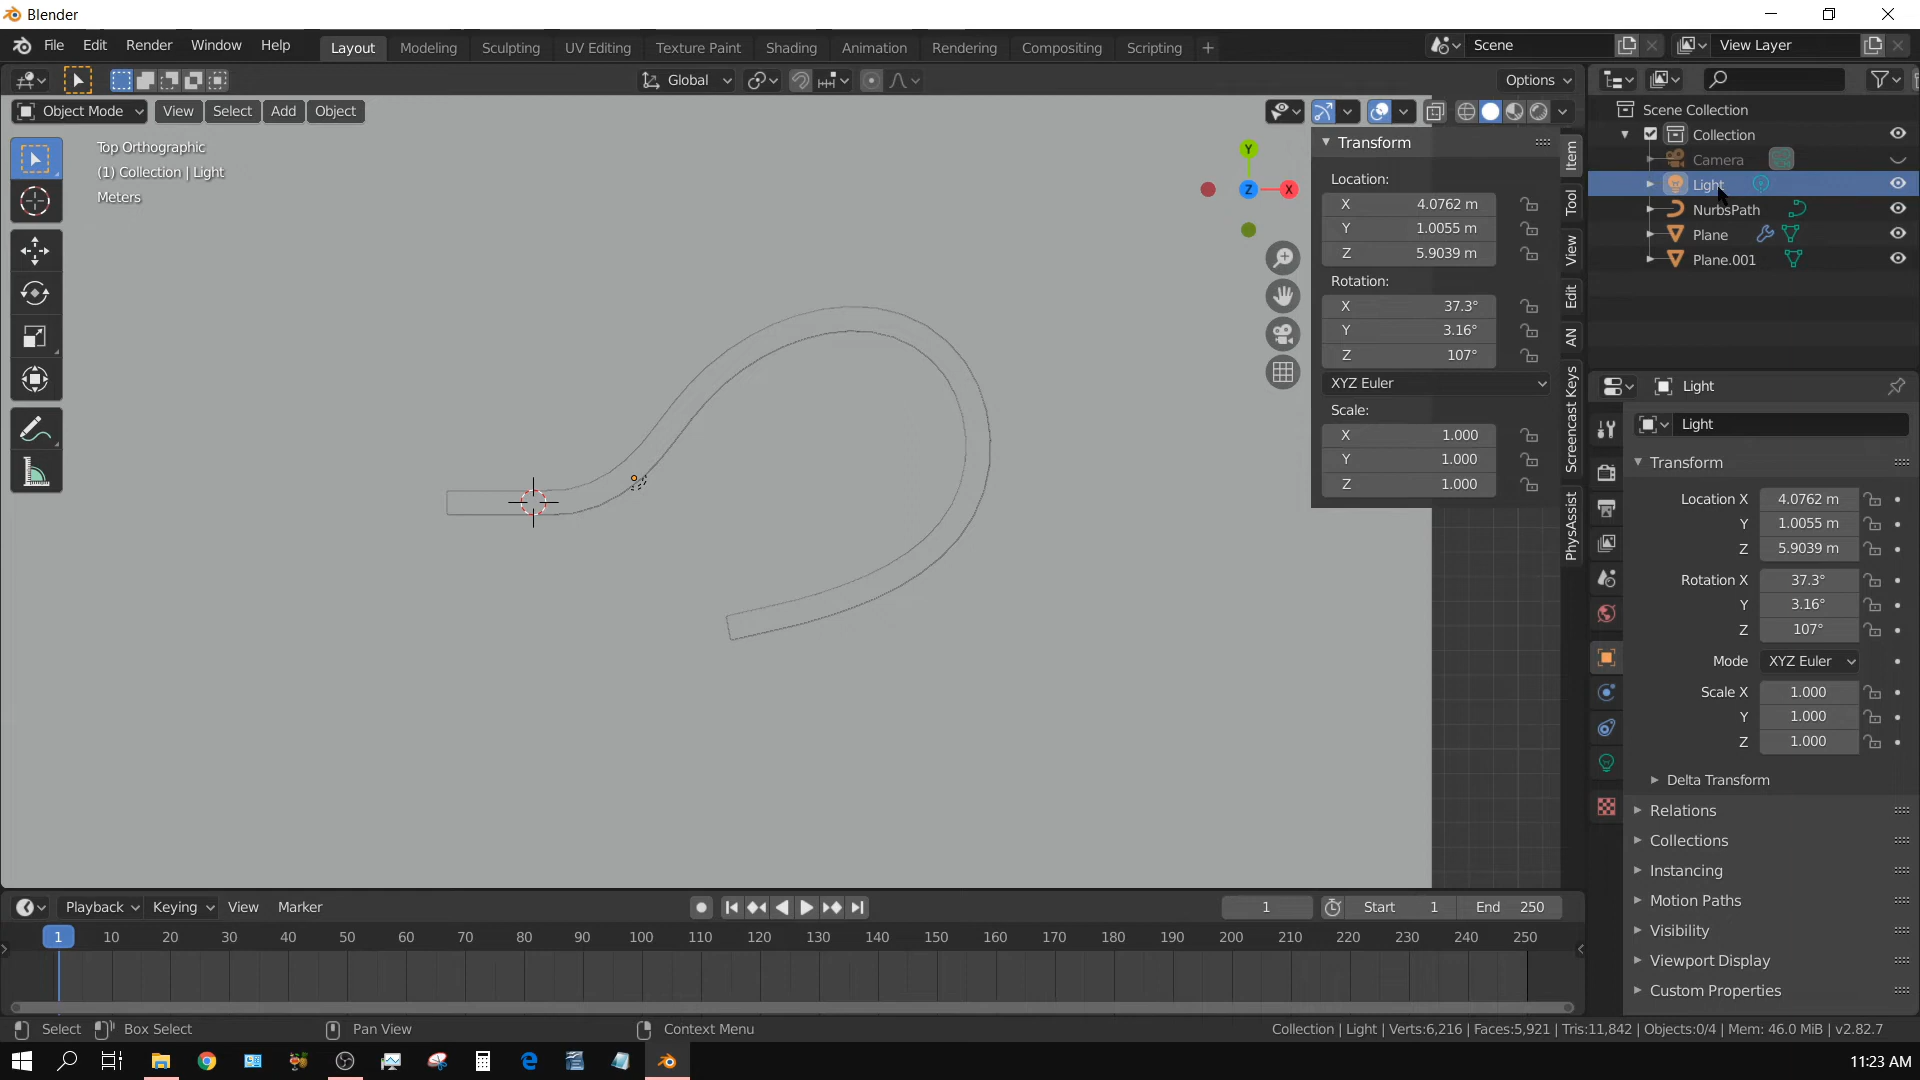 Blender
File Edit Render Window Help
Layout Modeling Sculpting UV Editing Texture Paint Shading Animation Rendering Compositing Scripting +
Scene
View Layer
Global
Options
Object Mode View Select Add Object
Top Orthographic
(1) Collection | Light
Meters
Y
Z
X
Transform
Location:
X 4.0762 m
Y 1.0055 m
Z 5.9039 m
Rotation:
X 37.3°
Y 3.16°
Z 107°
XYZ Euler
Scale:
X 1.000
Y 1.000
Z 1.000
Item
Tool
View
Edit
AN
Screencast Keys
PhysAssist
Scene Collection
Collection
Camera
Light
NurbsPath
Plane
Plane.001
Light
Light
Transform
Location X 4.0762 m
Y 1.0055 m
Z 5.9039 m
Rotation X 37.3°
Y 3.16°
Z 107°
Mode XYZ Euler
Scale X 1.000
Y 1.000
Z 1.000
Delta Transform
Relations
Collections
Instancing
Motion Paths
Visibility
Viewport Display
Custom Properties
Playback Keying View Marker
1
Start 1
End 250
1 10 20 30 40 50 60 70 80 90 100 110 120 130 140 150 160 170 180 190 200 210 220 230 240 250
Select Box Select Pan View Context Menu
Collection | Light | Verts:6,216 | Faces:5,921 | Tris:11,842 | Objects:0/4 | Mem: 46.0 MiB | v2.82.7
11:23 AM